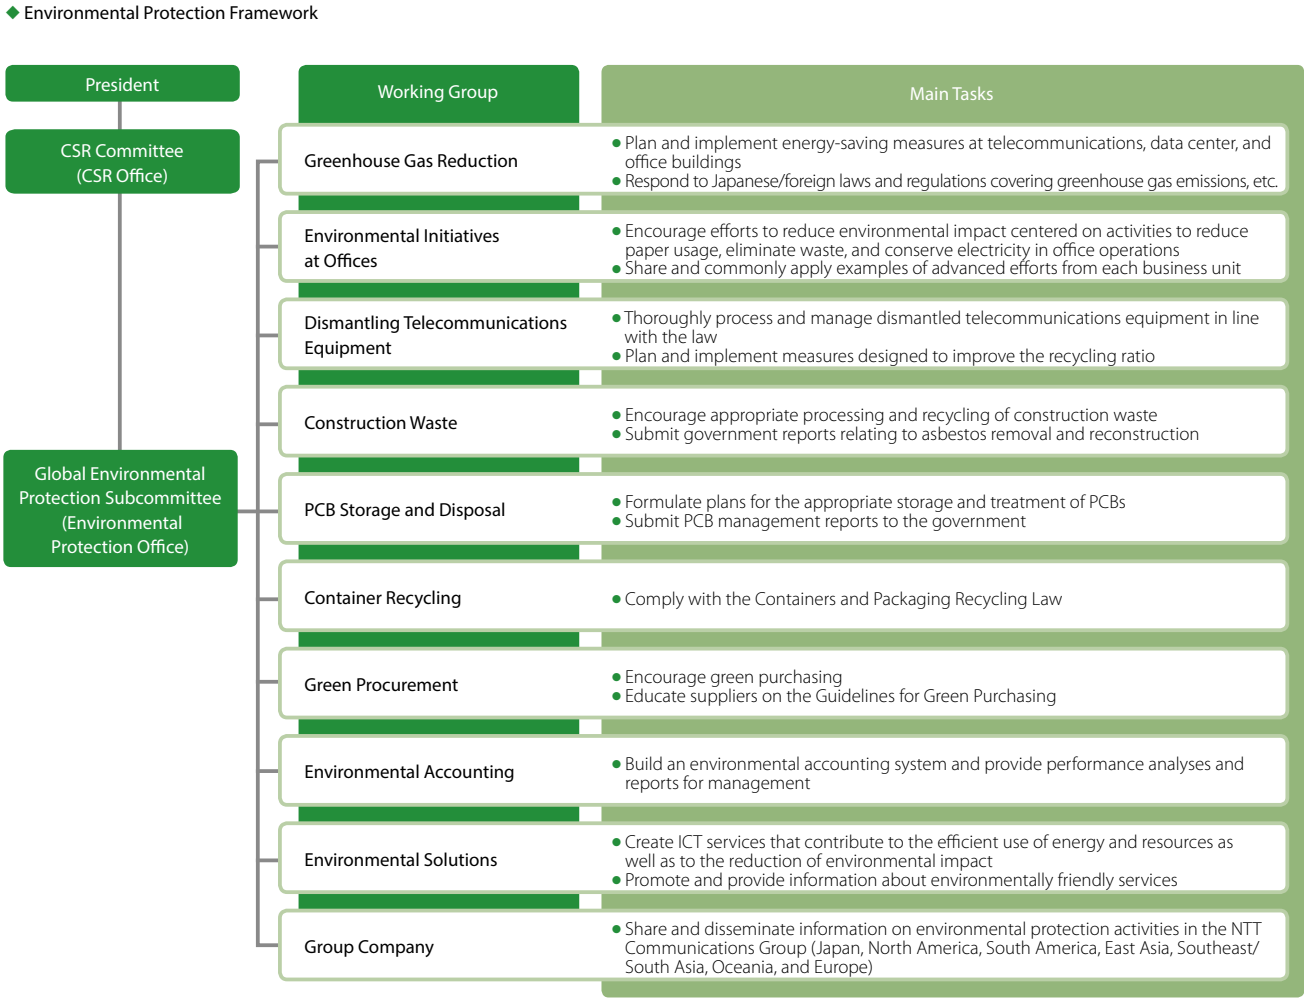 ◆ Environmental Protection Framework
President
CSR Committee
(CSR Office)
Global Environmental
Protection Subcommittee
(Environmental
Protection Office)
Working Group
Main Tasks
Greenhouse Gas Reduction
● Plan and implement energy-saving measures at telecommunications, data center, and
office buildings
● Respond to Japanese/foreign laws and regulations covering greenhouse gas emissions, etc.
Environmental Initiatives
at Offices
● Encourage efforts to reduce environmental impact centered on activities to reduce
paper usage, eliminate waste, and conserve electricity in office operations
● Share and commonly apply examples of advanced efforts from each business unit
Dismantling Telecommunications
Equipment
● Thoroughly process and manage dismantled telecommunications equipment in line
with the law
● Plan and implement measures designed to improve the recycling ratio
Construction Waste
● Encourage appropriate processing and recycling of construction waste
● Submit government reports relating to asbestos removal and reconstruction
PCB Storage and Disposal
● Formulate plans for the appropriate storage and treatment of PCBs
● Submit PCB management reports to the government
Container Recycling
● Comply with the Containers and Packaging Recycling Law
Green Procurement
● Encourage green purchasing
● Educate suppliers on the Guidelines for Green Purchasing
Environmental Accounting
● Build an environmental accounting system and provide performance analyses and
reports for management
Environmental Solutions
● Create ICT services that contribute to the efficient use of energy and resources as
well as to the reduction of environmental impact
● Promote and provide information about environmentally friendly services
Group Company
● Share and disseminate information on environmental protection activities in the NTT
Communications Group (Japan, North America, South America, East Asia, Southeast/
South Asia, Oceania, and Europe)